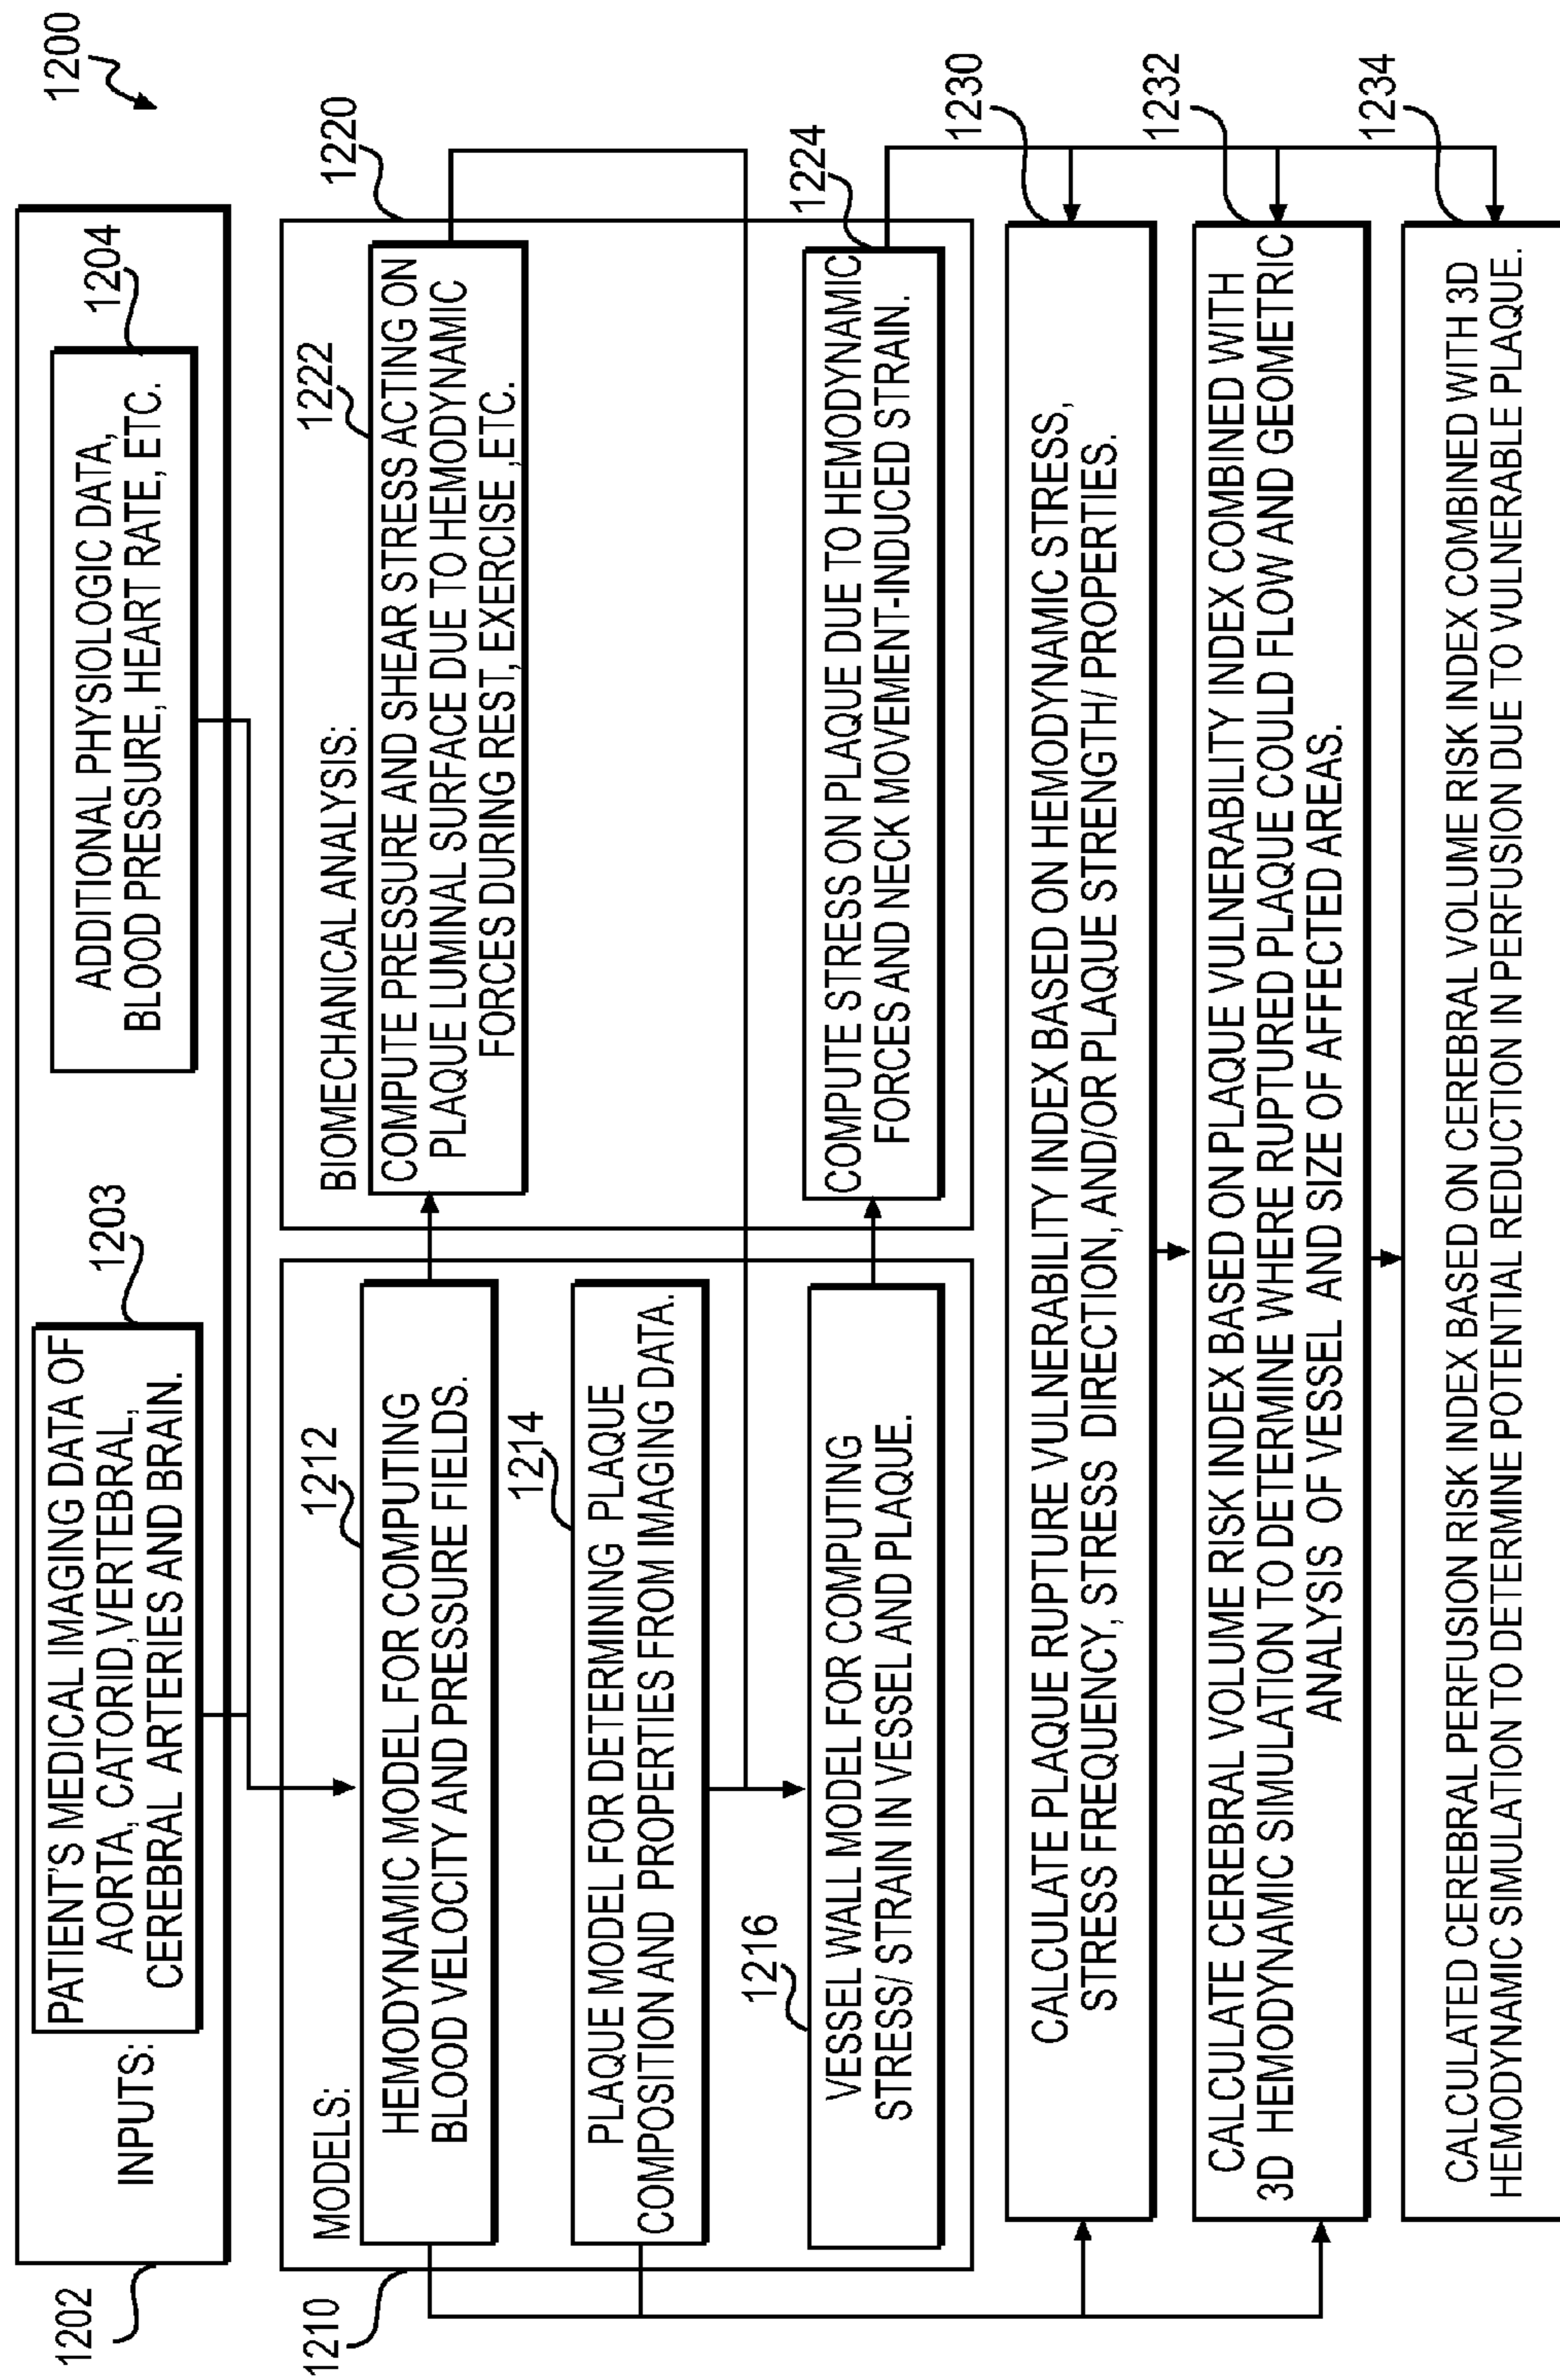 1200
1202
INPUTS:
1203
PATIENT'S MEDICAL IMAGING DATA OF
AORTA, CATORID, VERTEBRAL,
CEREBRAL ARTERIES AND BRAIN.
1204
ADDITIONAL PHYSIOLOGIC DATA,
BLOOD PRESSURE, HEART RATE, ETC.
1210
MODELS:
1212
HEMODYNAMIC MODEL FOR COMPUTING
BLOOD VELOCITY AND PRESSURE FIELDS.
1214
PLAQUE MODEL FOR DETERMINING PLAQUE
COMPOSITION AND PROPERTIES FROM IMAGING DATA.
1216
VESSEL WALL MODEL FOR COMPUTING
STRESS/ STRAIN IN VESSEL AND PLAQUE.
1220
BIOMECHANICAL ANALYSIS:
1222
COMPUTE PRESSURE AND SHEAR STRESS ACTING ON
PLAQUE LUMINAL SURFACE DUE TO HEMODYNAMIC
FORCES DURING REST, EXERCISE ,ETC.
1224
COMPUTE STRESS ON PLAQUE DUE TO HEMODYNAMIC
FORCES AND NECK MOVEMENT-INDUCED STRAIN.
1230
CALCULATE PLAQUE RUPTURE VULNERABILITY INDEX BASED ON HEMODYNAMIC STRESS,
STRESS FREQUENCY, STRESS DIRECTION, AND/OR PLAQUE STRENGTH/ PROPERTIES.
1232
CALCULATE CEREBRAL VOLUME RISK INDEX BASED ON PLAQUE VULNERABILITY INDEX COMBINED WITH
3D HEMODYNAMIC SIMULATION TO DETERMINE WHERE RUPTURED PLAQUE COULD FLOW AND GEOMETRIC
ANALYSIS OF VESSEL AND SIZE OF AFFECTED AREAS.
1234
CALCULATED CEREBRAL PERFUSION RISK INDEX BASED ON CEREBRAL VOLUME RISK INDEX COMBINED WITH 3D
HEMODYNAMIC SIMULATION TO DETERMINE POTENTIAL REDUCTION IN PERFUSION DUE TO VULNERABLE PLAQUE.